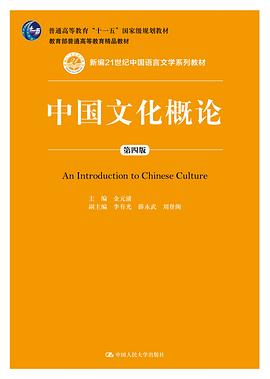 普通高等教育“十一五”国家级规划教材
教育部普通高等教育精品教材
新编21世纪中国语言文学系列教材
中国文化概论
第四版
An Introduction to Chinese Culture
主 编 金元浦
副主编 李有光 薛永武 刘登阁
中国人民大学出版社